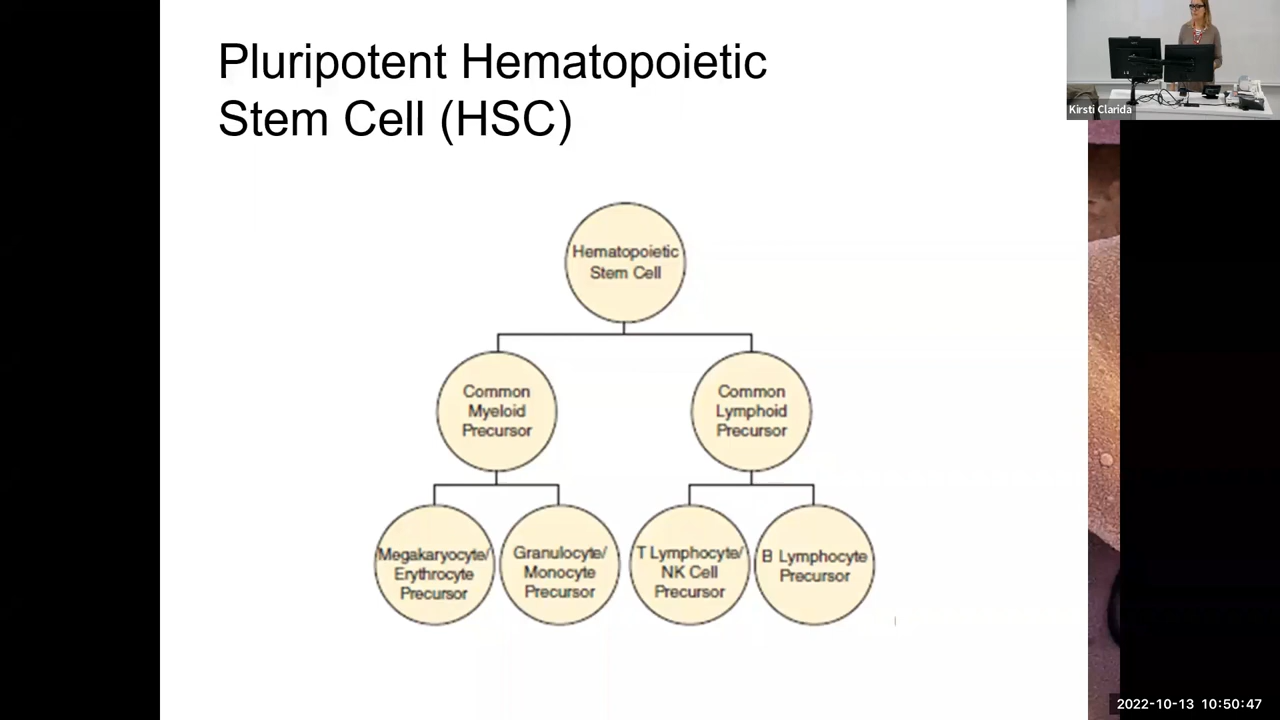 Pluripotent Hematopoietic
Stem Cell (HSC)
Kirsti Clarida
Hematopoietic
Stem Cell
Common
Myeloid
Precursor
Common
Lymphoid
Precursor
Megakaryocyte/
Erythrocyte
Precursor
Granulocyte/
Monocyte
Precursor
T Lymphocyte/
NK Cell
Precursor
B Lymphocyte
Precursor
2022-10-13 10:50:47